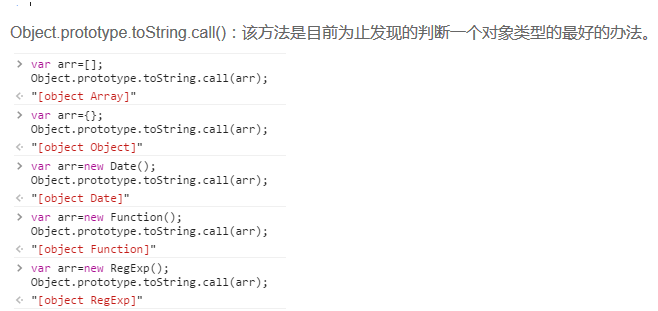 Object.prototype.toString.call()：该方法是目前为止发现的判断一个对象类型的最好的办法。
> var arr=[];
Object.prototype.toString.call(arr);
"[object Array]"
> var arr={};
Object.prototype.toString.call(arr);
"[object Object]"
> var arr=new Date();
Object.prototype.toString.call(arr);
"[object Date]"
> var arr=new Function();
Object.prototype.toString.call(arr);
"[object Function]"
> var arr=new RegExp();
Object.prototype.toString.call(arr);
"[object RegExp]"